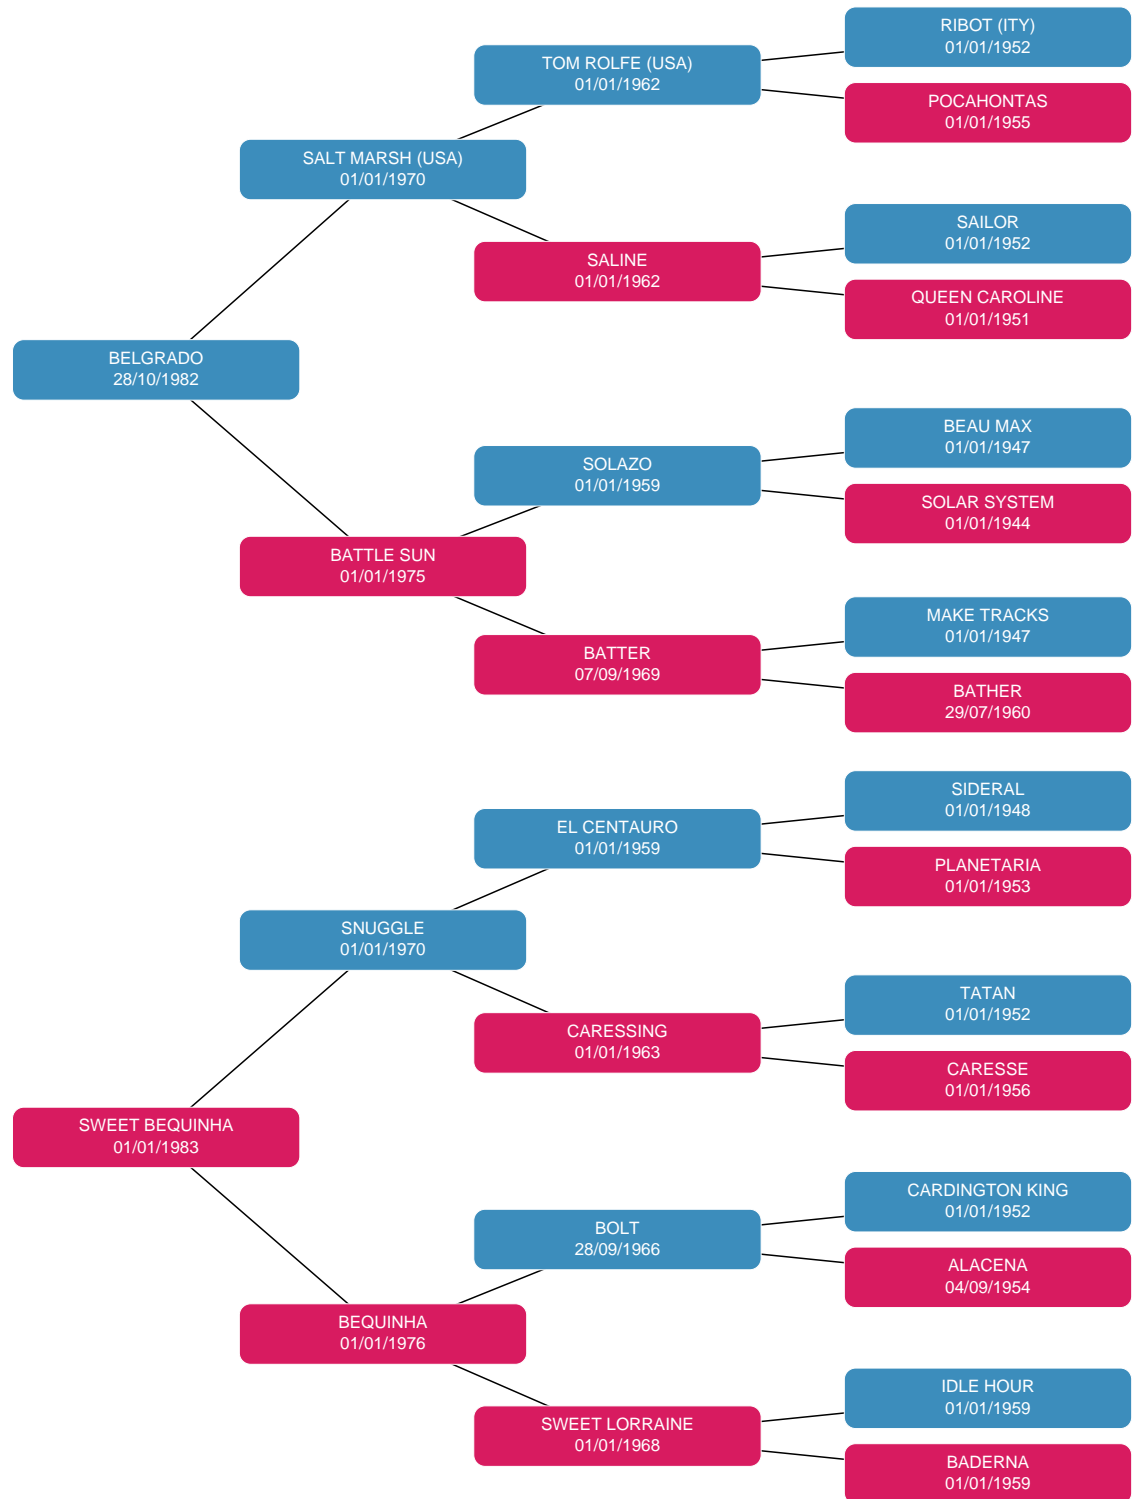 RIBOT (ITY)
01/01/1952
TOM ROLFE (USA)
01/01/1962
POCAHONTAS
01/01/1955
SALT MARSH (USA)
01/01/1970
SAILOR
01/01/1952
SALINE
01/01/1962
QUEEN CAROLINE
01/01/1951
BELGRADO
28/10/1982
BEAU MAX
01/01/1947
SOLAZO
01/01/1959
SOLAR SYSTEM
01/01/1944
BATTLE SUN
01/01/1975
MAKE TRACKS
01/01/1947
BATTER
07/09/1969
BATHER
29/07/1960
SIDERAL
01/01/1948
EL CENTAURO
01/01/1959
PLANETARIA
01/01/1953
SNUGGLE
01/01/1970
TATAN
01/01/1952
CARESSING
01/01/1963
CARESSE
01/01/1956
SWEET BEQUINHA
01/01/1983
CARDINGTON KING
01/01/1952
BOLT
28/09/1966
ALACENA
04/09/1954
BEQUINHA
01/01/1976
IDLE HOUR
01/01/1959
SWEET LORRAINE
01/01/1968
BADERNA
01/01/1959